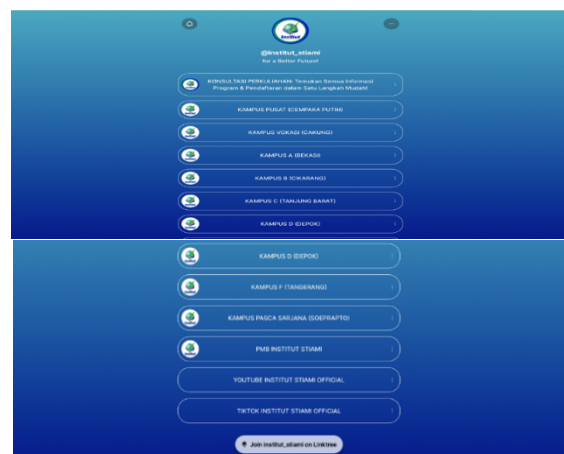 @institut_stiami
for a Better Future!
KONSULTASI PERKULIAHAN: Temukan Semua Informasi
Program & Pendaftaran dalam Satu Langkah Mudah!
KAMPUS PUSAT (CEMPAKA PUTIH)
KAMPUS VOKASI (CAKUNG)
KAMPUS A (BEKASI)
KAMPUS B (CIKARANG)
KAMPUS C (TANJUNG BARAT)
KAMPUS D (DEPOK)
KAMPUS D (DEPOK)
KAMPUS F (TANGERANG)
KAMPUS PASCA SARJANA (SOEPRAPTO)
PMB INSTITUT STIAMI
YOUTUBE INSTITUT STIAMI OFFICIAL
TIKTOK INSTITUT STIAMI OFFICIAL
Join institut_stiami on Linktree